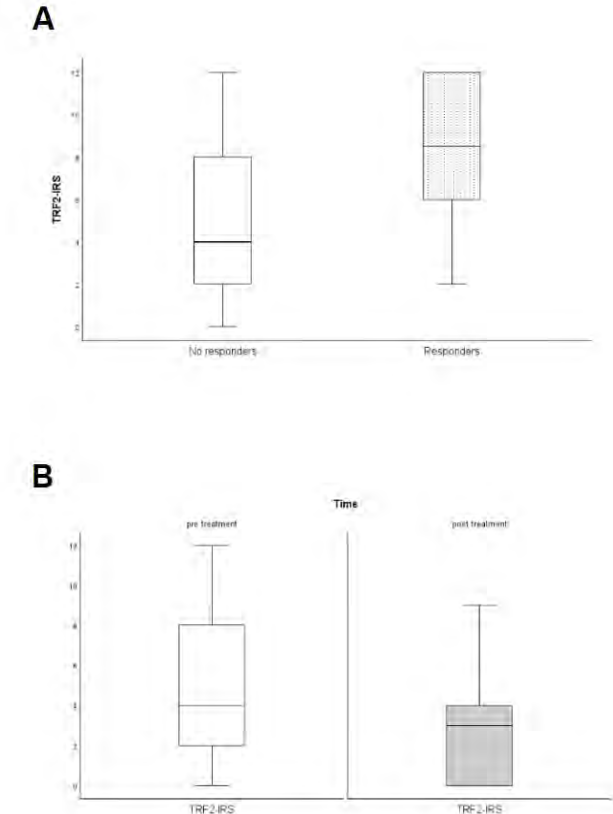 A
TRF2-IRS
12
10
8
6
4
2
0
No responders
Responders
B
Time
pre treatment
post treatment
12
10
8
6
4
2
0
TRF2-IRS
TRF2-IRS